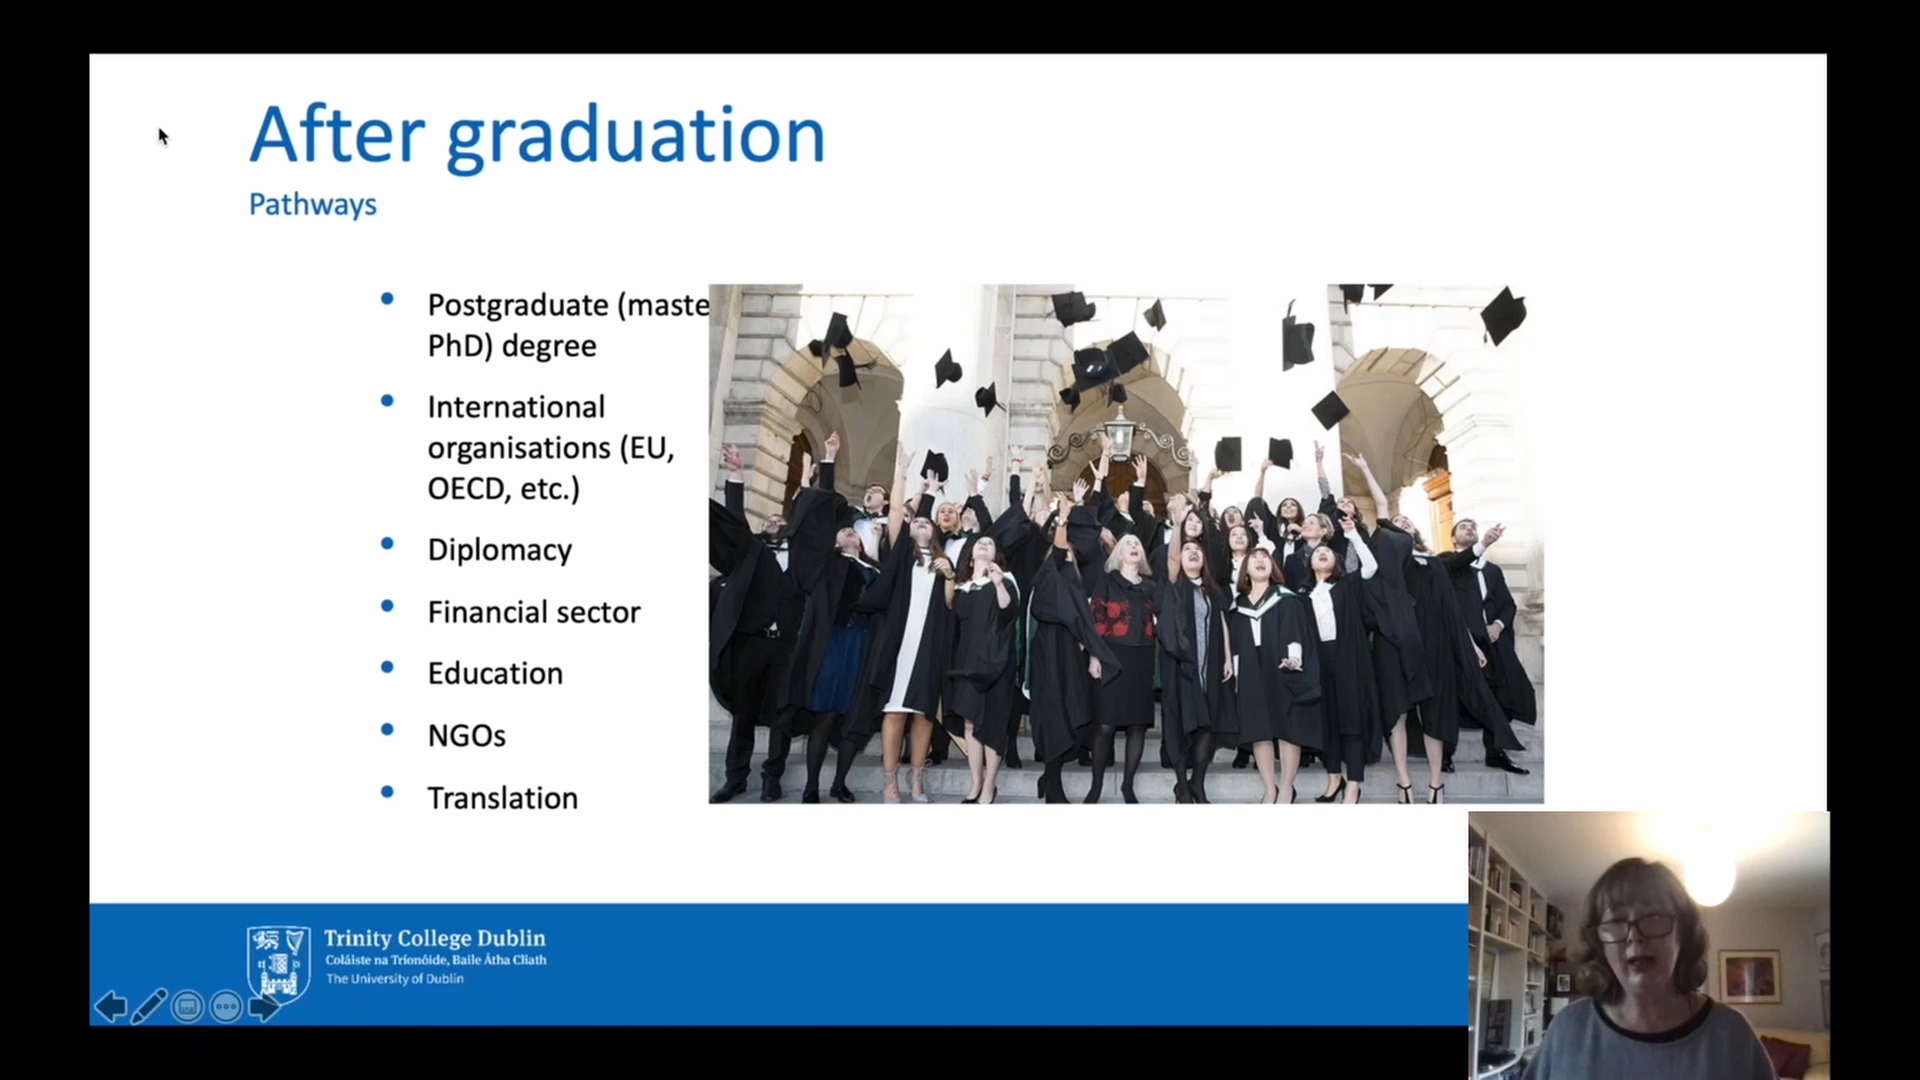 After graduation
Pathways
Postgraduate (maste
PhD) degree
International
organisations (EU,
OECD, etc.)
Diplomacy
Financial sector
Education
NGOs
Translation
Trinity College Dublin
Coláiste na Tríonóide, Baile Átha Cliath
The University of Dublin